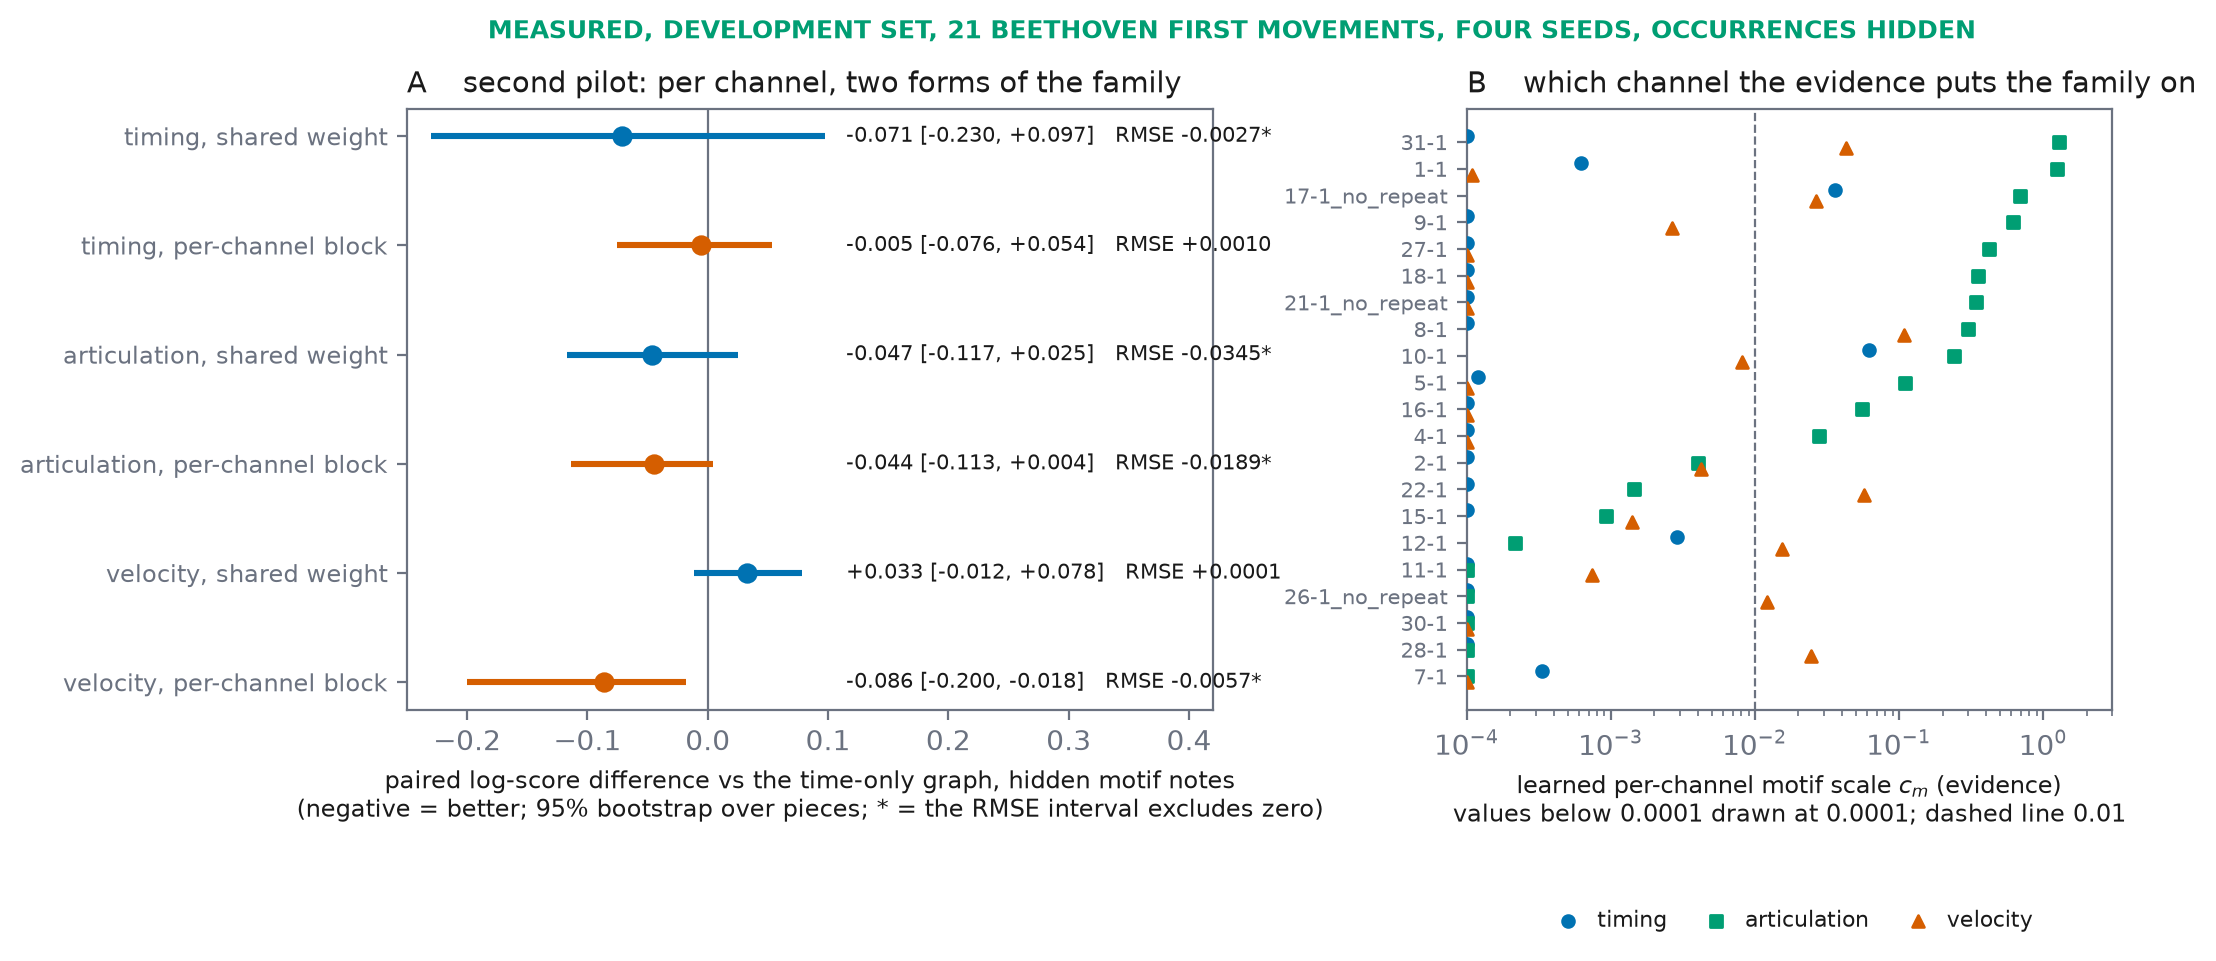 MEASURED, DEVELOPMENT SET, 21 BEETHOVEN FIRST MOVEMENTS, FOUR SEEDS, OCCURRENCES HIDDEN
A second pilot: per channel, two forms of the family
timing, shared weight
-0.071 [-0.230, +0.097] RMSE -0.0027*
timing, per-channel block
-0.005 [-0.076, +0.054] RMSE +0.0010
articulation, shared weight
-0.047 [-0.117, +0.025] RMSE -0.0345*
articulation, per-channel block
-0.044 [-0.113, +0.004] RMSE -0.0189*
velocity, shared weight
+0.033 [-0.012, +0.078] RMSE +0.0001
velocity, per-channel block
-0.086 [-0.200, -0.018] RMSE -0.0057*
−0.2 −0.1 0.0 0.1 0.2 0.3 0.4
paired log-score difference vs the time-only graph, hidden motif notes
(negative = better; 95% bootstrap over pieces; * = the RMSE interval excludes zero)
B which channel the evidence puts the family on
31-1
1-1
17-1_no_repeat
9-1
27-1
18-1
21-1_no_repeat
8-1
10-1
5-1
16-1
4-1
2-1
22-1
15-1
12-1
11-1
26-1_no_repeat
30-1
28-1
7-1
10⁻⁴ 10⁻³ 10⁻² 10⁻¹ 10⁰
learned per-channel motif scale cₘ (evidence)
values below 0.0001 drawn at 0.0001; dashed line 0.01
timing articulation velocity